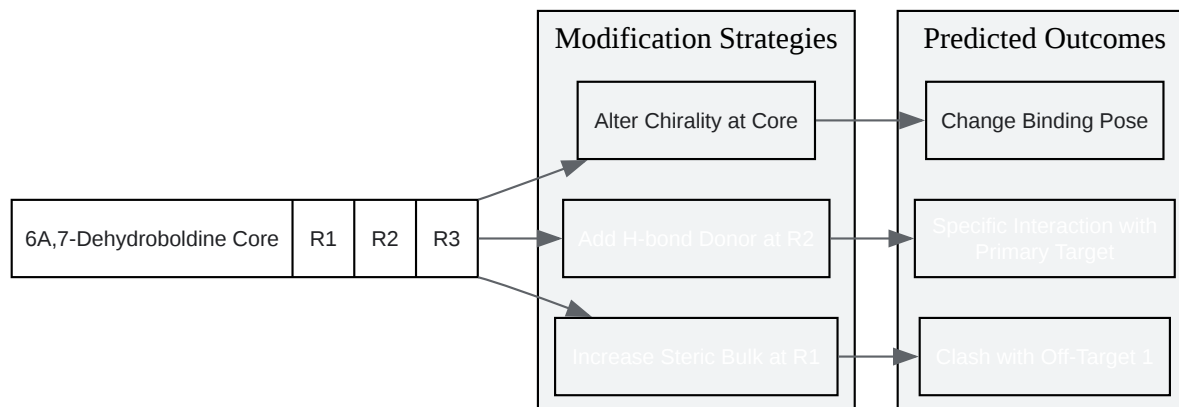 Modification Strategies
Predicted Outcomes
Alter Chirality at Core
Change Binding Pose
6A,7-Dehydroboldine Core
R1
R2
R3
Add H-bond Donor at R2
Specific Interaction with
Primary Target
Increase Steric Bulk at R1
Clash with Off-Target 1